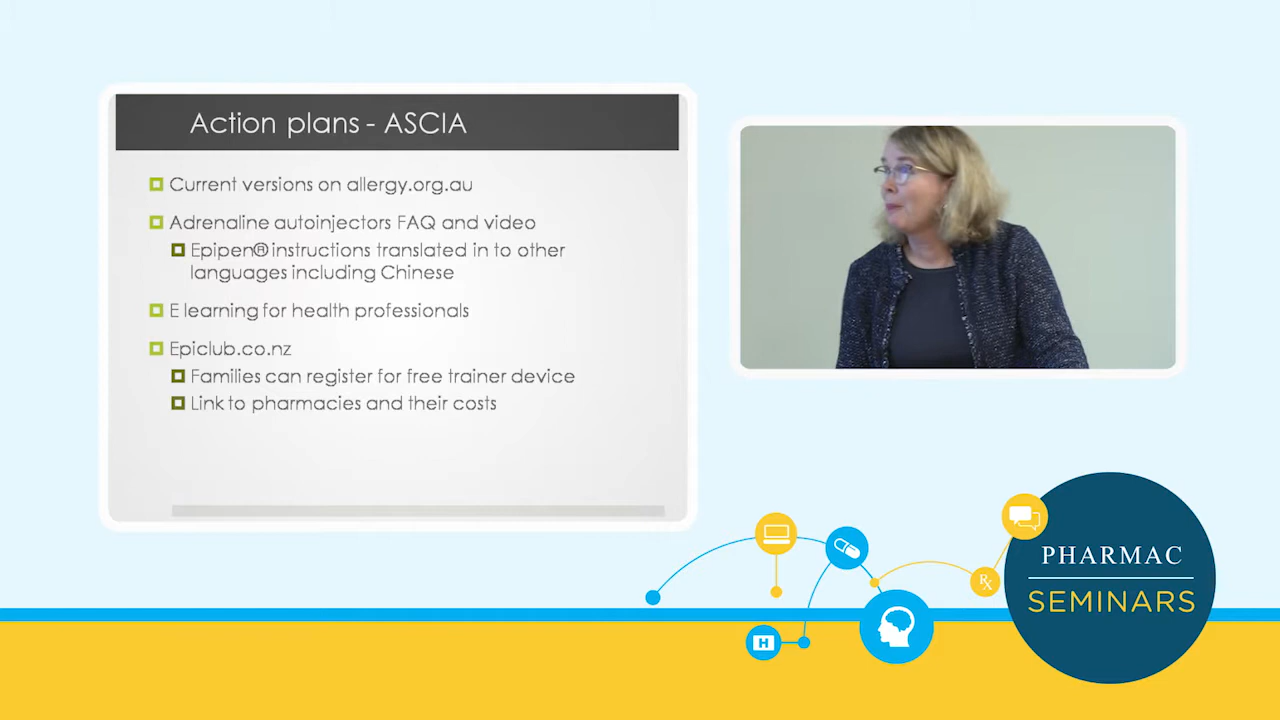 Action plans - ASCIA
Current versions on allergy.org.au
Adrenaline autoinjectors FAQ and video
Epipen® instructions translated in to other
languages including Chinese
E learning for health professionals
Epiclub.co.nz
Families can register for free trainer device
Link to pharmacies and their costs
H
Rx
PHARMAC
SEMINARS